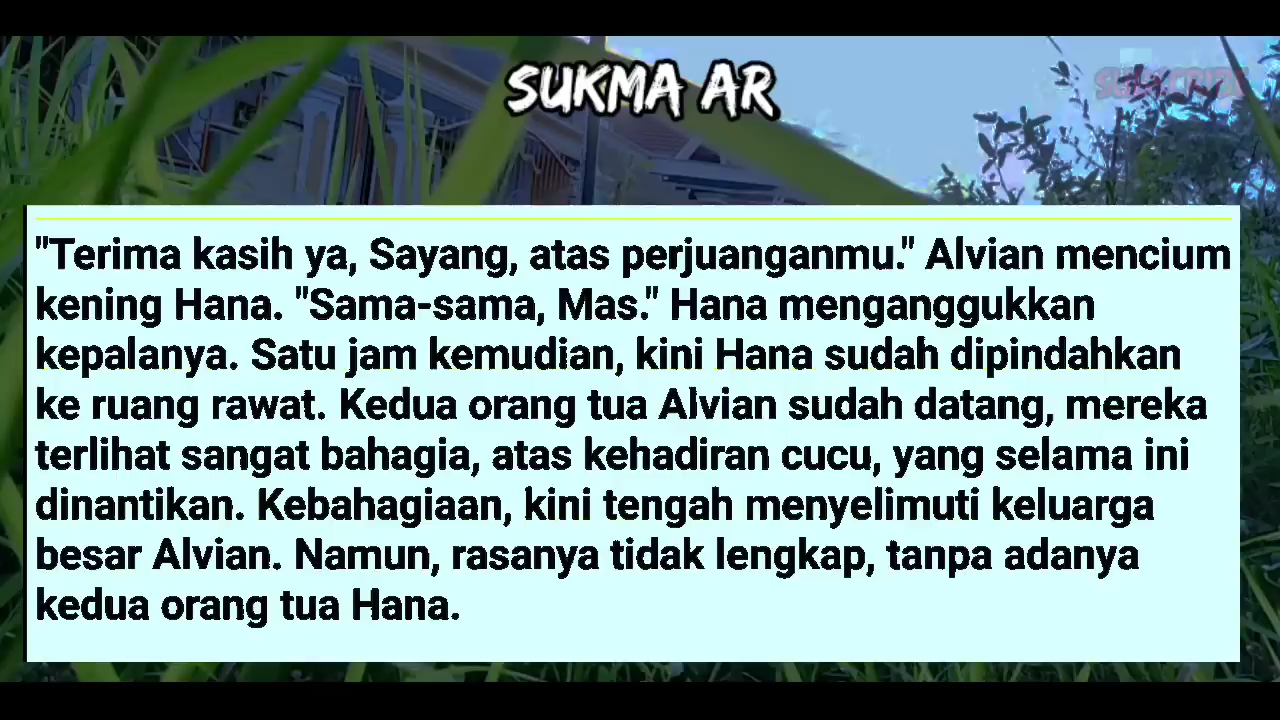 SUKMA AR
SUBSCRIBE
"Terima kasih ya, Sayang, atas perjuanganmu." Alvian mencium
kening Hana. "Sama-sama, Mas." Hana menganggukkan
kepalanya. Satu jam kemudian, kini Hana sudah dipindahkan
ke ruang rawat. Kedua orang tua Alvian sudah datang, mereka
terlihat sangat bahagia, atas kehadiran cucu, yang selama ini
dinantikan. Kebahagiaan, kini tengah menyelimuti keluarga
besar Alvian. Namun, rasanya tidak lengkap, tanpa adanya
kedua orang tua Hana.